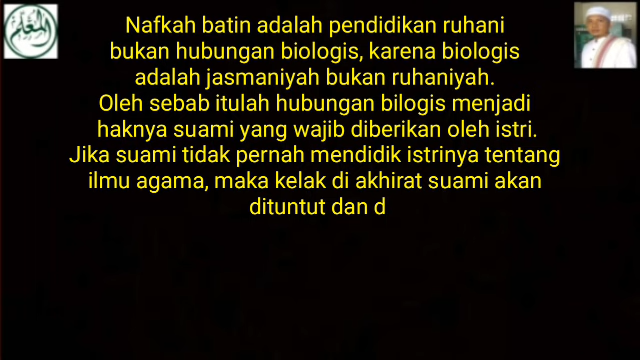 Nafkah batin adalah pendidikan ruhani
bukan hubungan biologis, karena biologis
adalah jasmaniyah bukan ruhaniyah.
Oleh sebab itulah hubungan bilogis menjadi
haknya suami yang wajib diberikan oleh istri.
Jika suami tidak pernah mendidik istrinya tentang
ilmu agama, maka kelak di akhirat suami akan
dituntut dan d